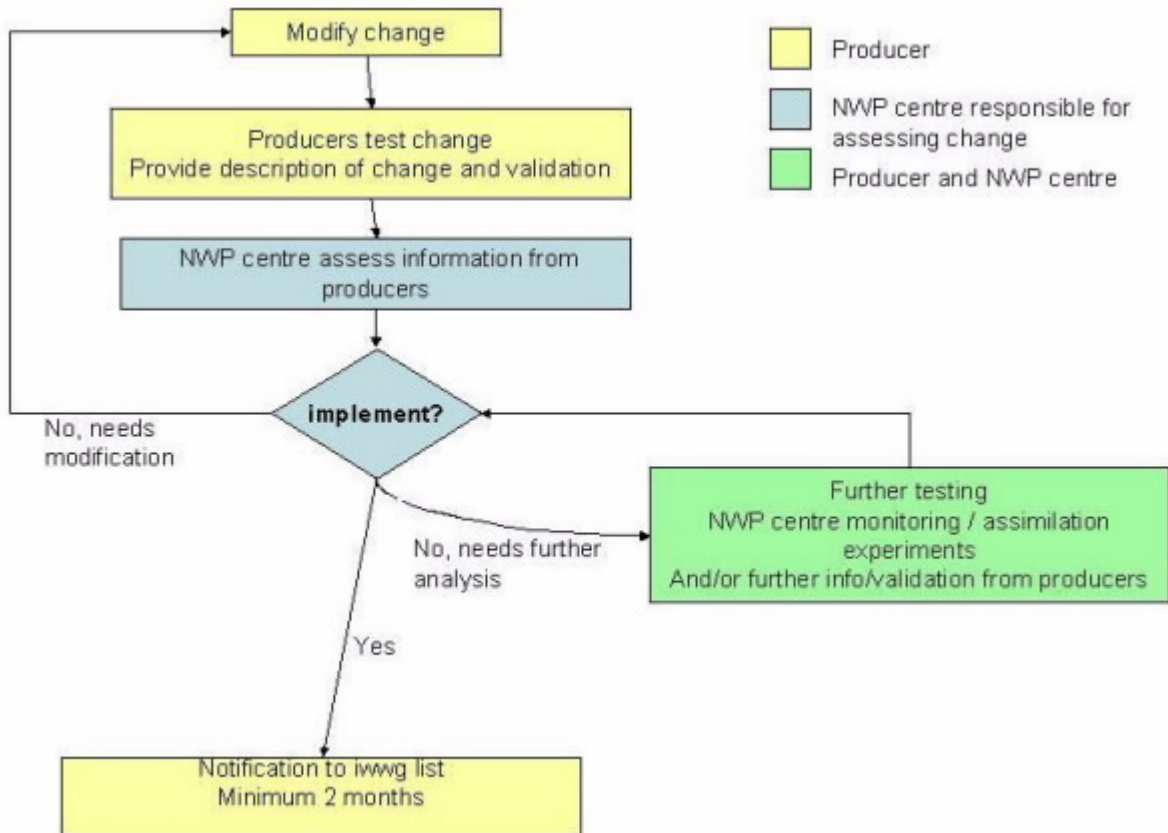 Modify change
Producer
Producers test change
Provide description of change and validation
NWP centre responsible for
assessing change
Producer and NWP centre
NWP centre assess information from
producers
implement?
No, needs
modification
Further testing
NWP centre monitoring / assimilation
experiments
And/or further info/validation from producers
No, needs further
analysis
Yes
Notification to iwwg list
Minimum 2 months